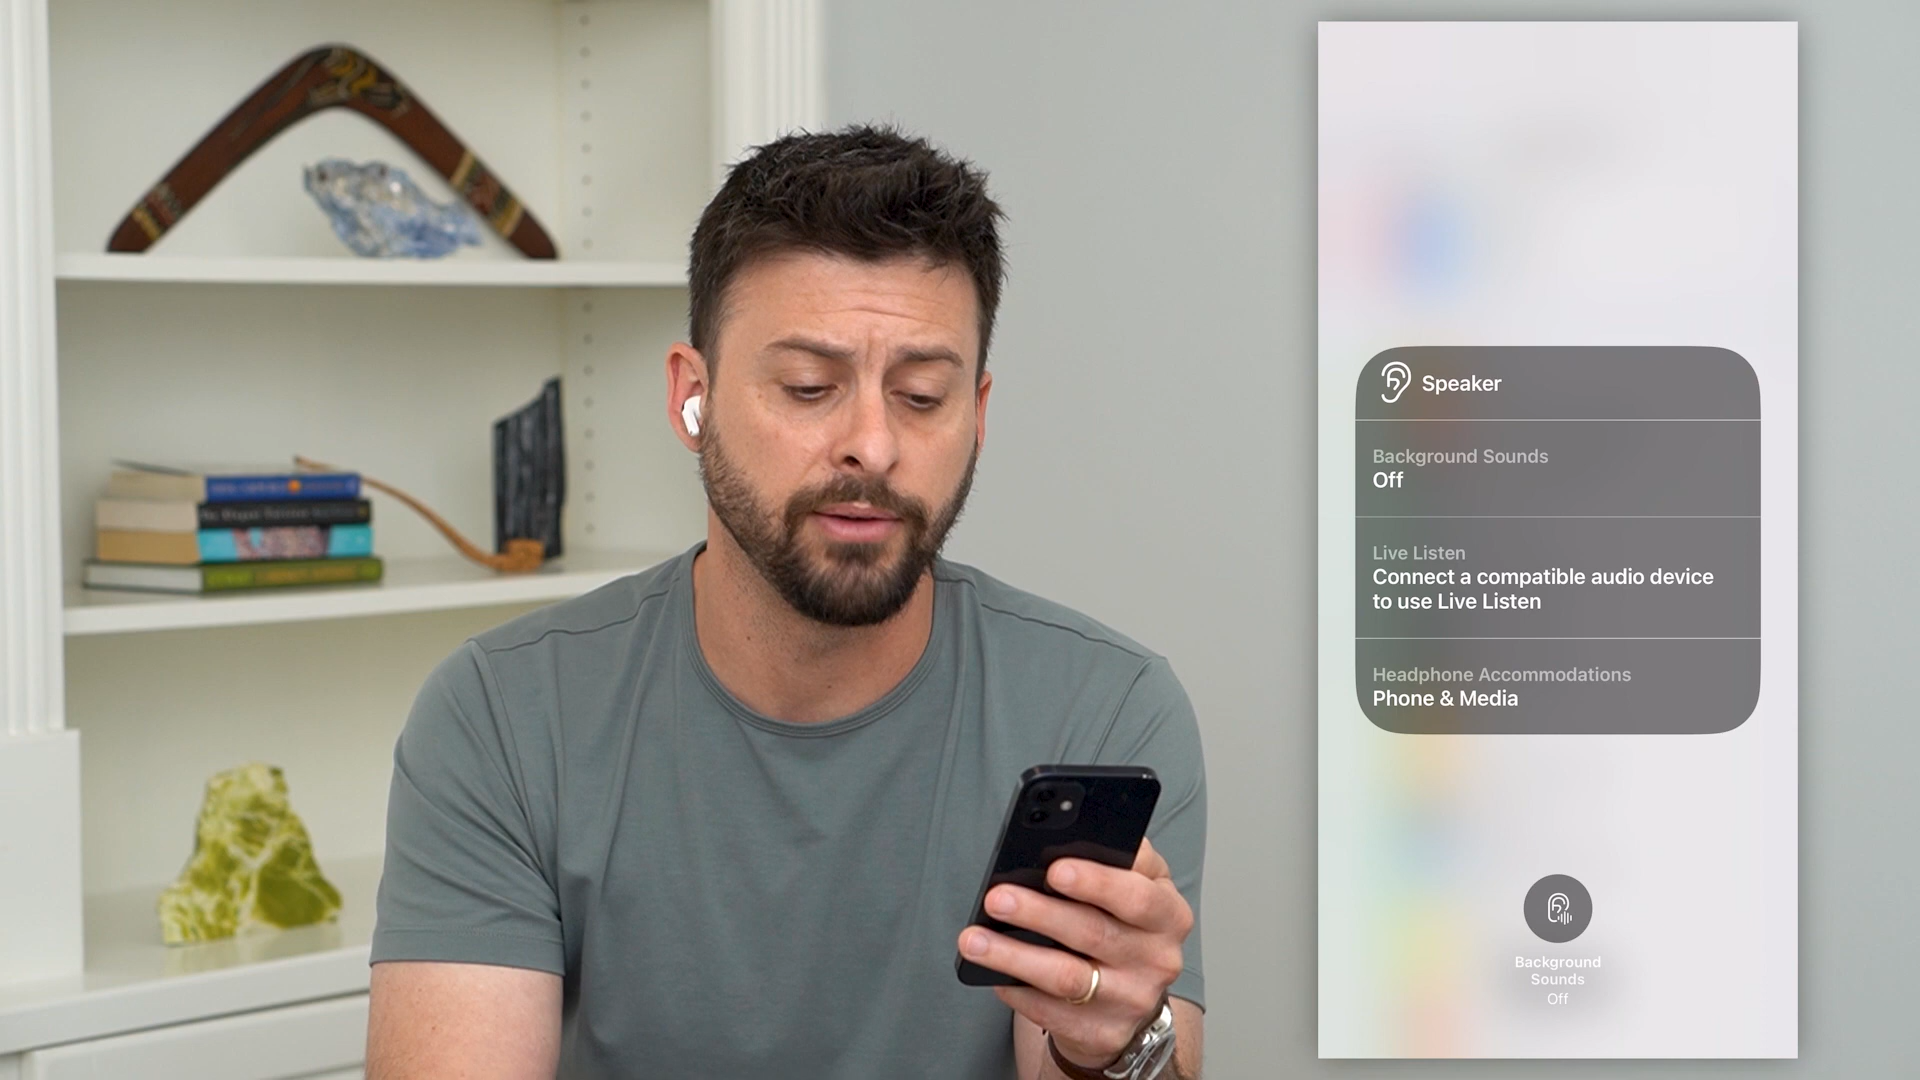 Speaker
Background Sounds
Off
Live Listen
Connect a compatible audio device
to use Live Listen
Headphone Accommodations
Phone & Media
Background
Sounds
Off